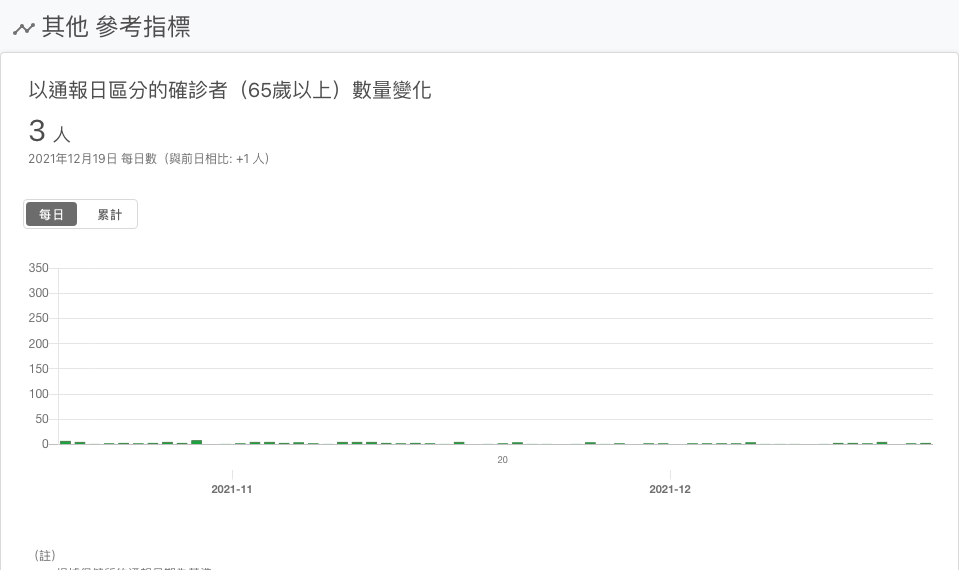 其他 參考指標
以通報日區分的確診者（65歲以上）數量變化
3 人
2021年12月19日 每日數（與前日相比: +1 人）
每日 累計
350
300
250
200
150
100
50
0
20
2021-11 2021-12
（註）